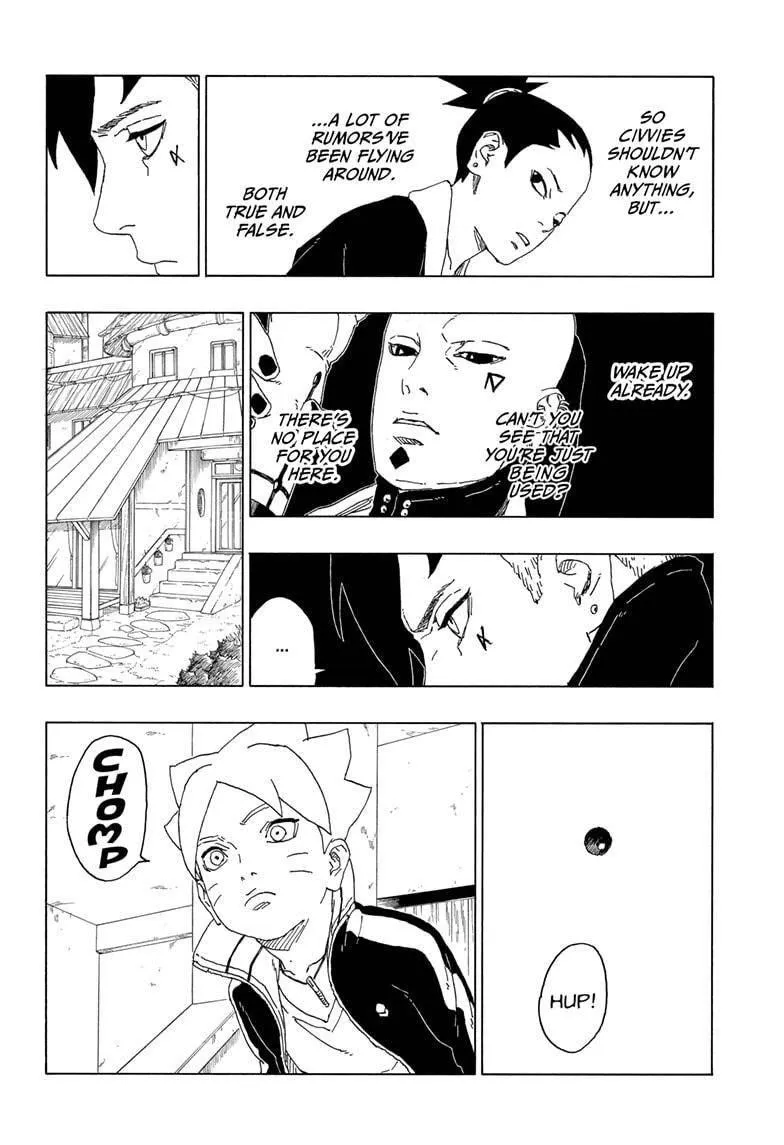 SO
CIVVIES
SHOULDN'T
KNOW
ANYTHING,
BUT...
...A LOT OF
RUMORS'VE
BEEN FLYING
AROUND.
BOTH
TRUE AND
FALSE.
WAKE UP
ALREADY.
CAN'T YOU
SEE THAT
YOU'RE JUST
BEING
USED?
THERE'S
NO PLACE
FOR YOU
HERE.
...
HUP!
CHOMP